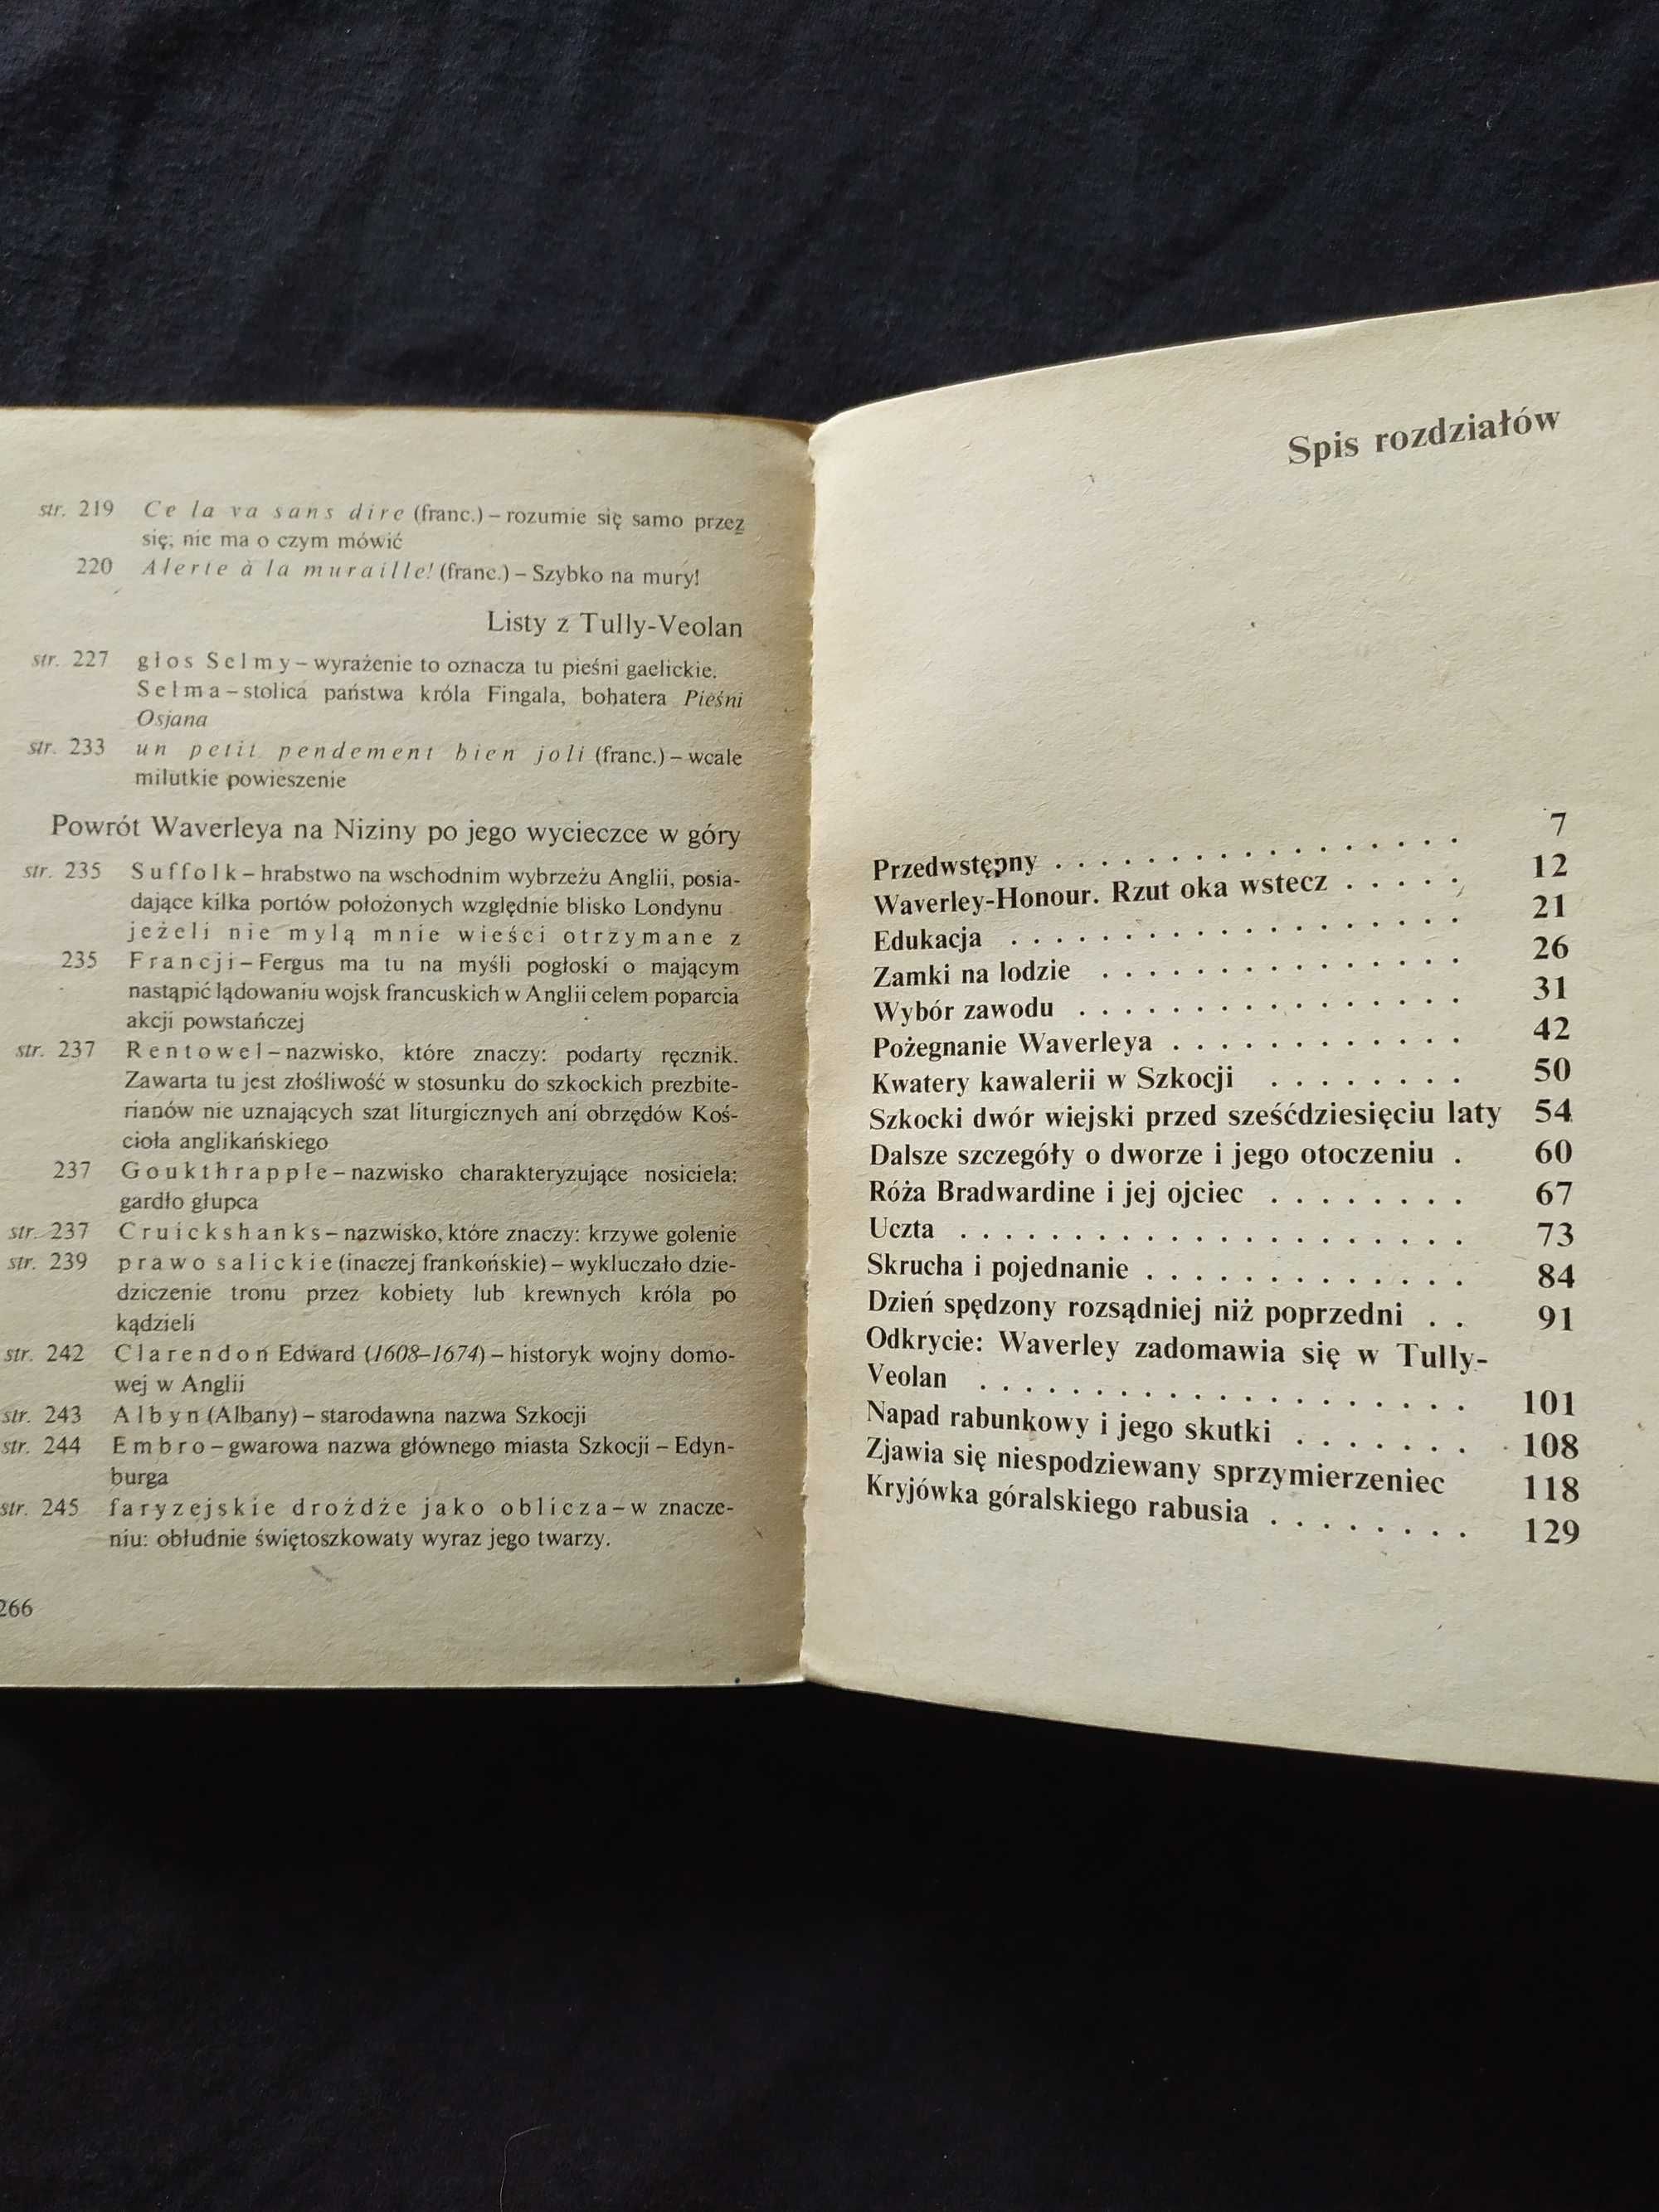 str. 219 Ce la va sans dire (franc.) – rozumie się samo przez
się, nie ma o czym mówić
220 Alerte à la muraille! (franc.) – Szybko na mury!
Listy z Tully-Veolan
str. 227 głos Selmy – wyrażenie to oznacza tu pieśni gaelickie.
Selma – stolica państwa króla Fingala, bohatera Pieśni
Osjana
str. 233 un petit pendement bien joli (franc.) – wcale
milutkie powieszenie
Powrót Waverleya na Niziny po jego wycieczce w góry
str. 235 Suffolk – hrabstwo na wschodnim wybrzeżu Anglii, posia-
dające kilka portów położonych względnie blisko Londynu
jeżeli nie mylą mnie wieści otrzymane z
235 Francji – Fergus ma tu na myśli pogłoski o mającym
nastąpić lądowaniu wojsk francuskich w Anglii celem poparcia
akcji powstańczej
str. 237 Rentowel – nazwisko, które znaczy: podarty ręcznik.
Zawarta tu jest złośliwość w stosunku do szkockich prezbite-
rianów nie uznających szat liturgicznych ani obrzędów Koś-
cioła anglikańskiego
237 Goukthrapple – nazwisko charakteryzujące nosiciela:
gardło głupca
str. 237 Cruickshanks – nazwisko, które znaczy: krzywe golenie
str. 239 prawo salickie (inaczej frankońskie) – wykluczało dzie-
dziczenie tronu przez kobiety lub krewnych króla po
kądzieli
str. 242 Clarendon Edward (1608–1674) – historyk wojny domo-
wej w Anglii
str. 243 Albyn (Albany) – starodawna nazwa Szkocji
str. 244 Embro – gwarowa nazwa głównego miasta Szkocji – Edyn-
burga
str. 245 faryzejskie drożdże jako oblicza – w znacze-
niu: obłudnie świętoszkowaty wyraz jego twarzy.
266
Spis rozdziałów
Przedwstępny . . . . . . . . . . . . . . . . . . 7
Waverley-Honour. Rzut oka wstecz . . . . . 12
Edukacja . . . . . . . . . . . . . . . . . . . . 21
Zamki na lodzie . . . . . . . . . . . . . . . . 26
Wybór zawodu . . . . . . . . . . . . . . . . . 31
Pożegnanie Waverleya . . . . . . . . . . . . 42
Kwatery kawalerii w Szkocji . . . . . . . . 50
Szkocki dwór wiejski przed sześćdziesięciu laty 54
Dalsze szczegóły o dworze i jego otoczeniu . 60
Róża Bradwardine i jej ojciec . . . . . . . . 67
Uczta . . . . . . . . . . . . . . . . . . . . . . 73
Skrucha i pojednanie . . . . . . . . . . . . . 84
Dzień spędzony rozsądniej niż poprzedni . . 91
Odkrycie: Waverley zadomawia się w Tully-
Veolan . . . . . . . . . . . . . . . . . . . . . 101
Napad rabunkowy i jego skutki . . . . . . . 108
Zjawia się niespodziewany sprzymierzeniec 118
Kryjówka góralskiego rabusia . . . . . . . . 129